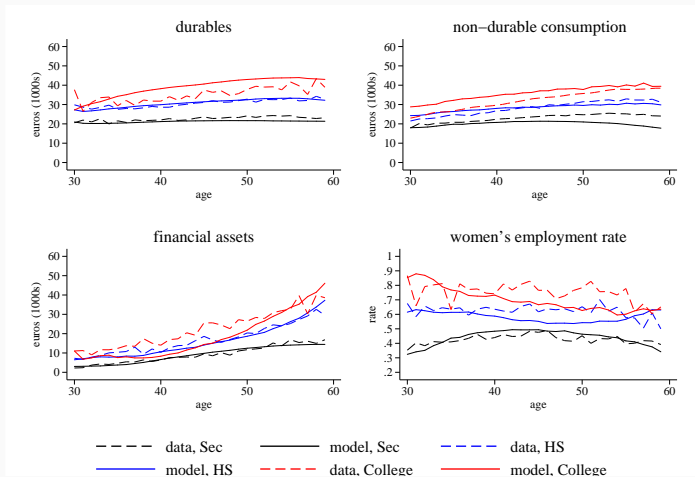 durables
euros (1000s)
60
50
40
30
20
10
0
30 40 50 60
age
non−durable consumption
euros (1000s)
60
50
40
30
20
10
0
30 40 50 60
age
financial assets
euros (1000s)
60
50
40
30
20
10
0
30 40 50 60
age
women's employment rate
rate
1
.9
.8
.7
.6
.5
.4
.3
.2
30 40 50 60
age
data, Sec model, Sec data, HS
model, HS data, College model, College